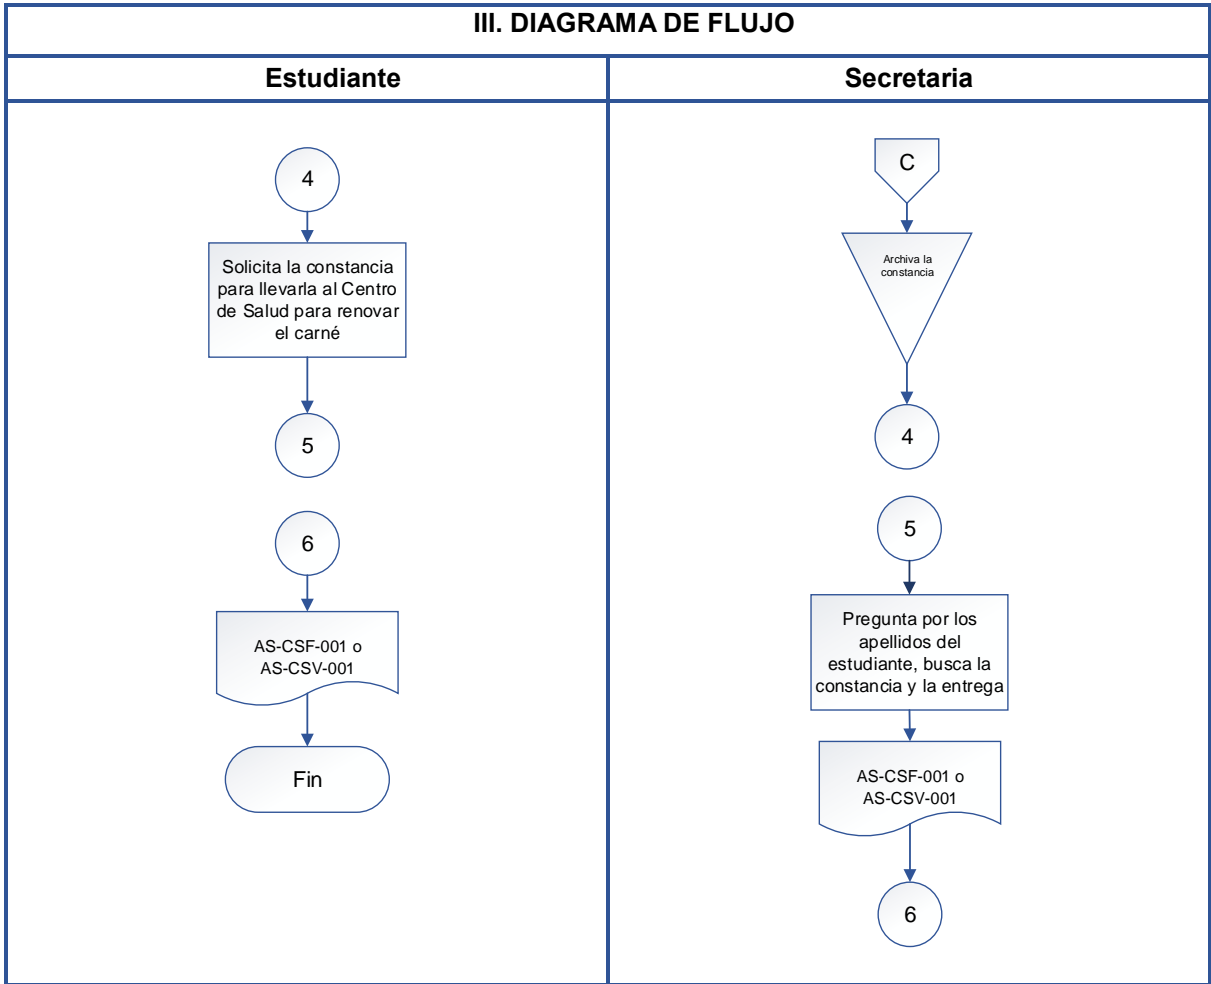 III. DIAGRAMA DE FLUJO
Estudiante
Secretaria
4
Solicita la constancia
para llevarla al Centro
de Salud para renovar
el carné
5
6
AS-CSF-001 o
AS-CSV-001
Fin
C
Archiva la
constancia
4
5
Pregunta por los
apellidos del
estudiante, busca la
constancia y la entrega
AS-CSF-001 o
AS-CSV-001
6